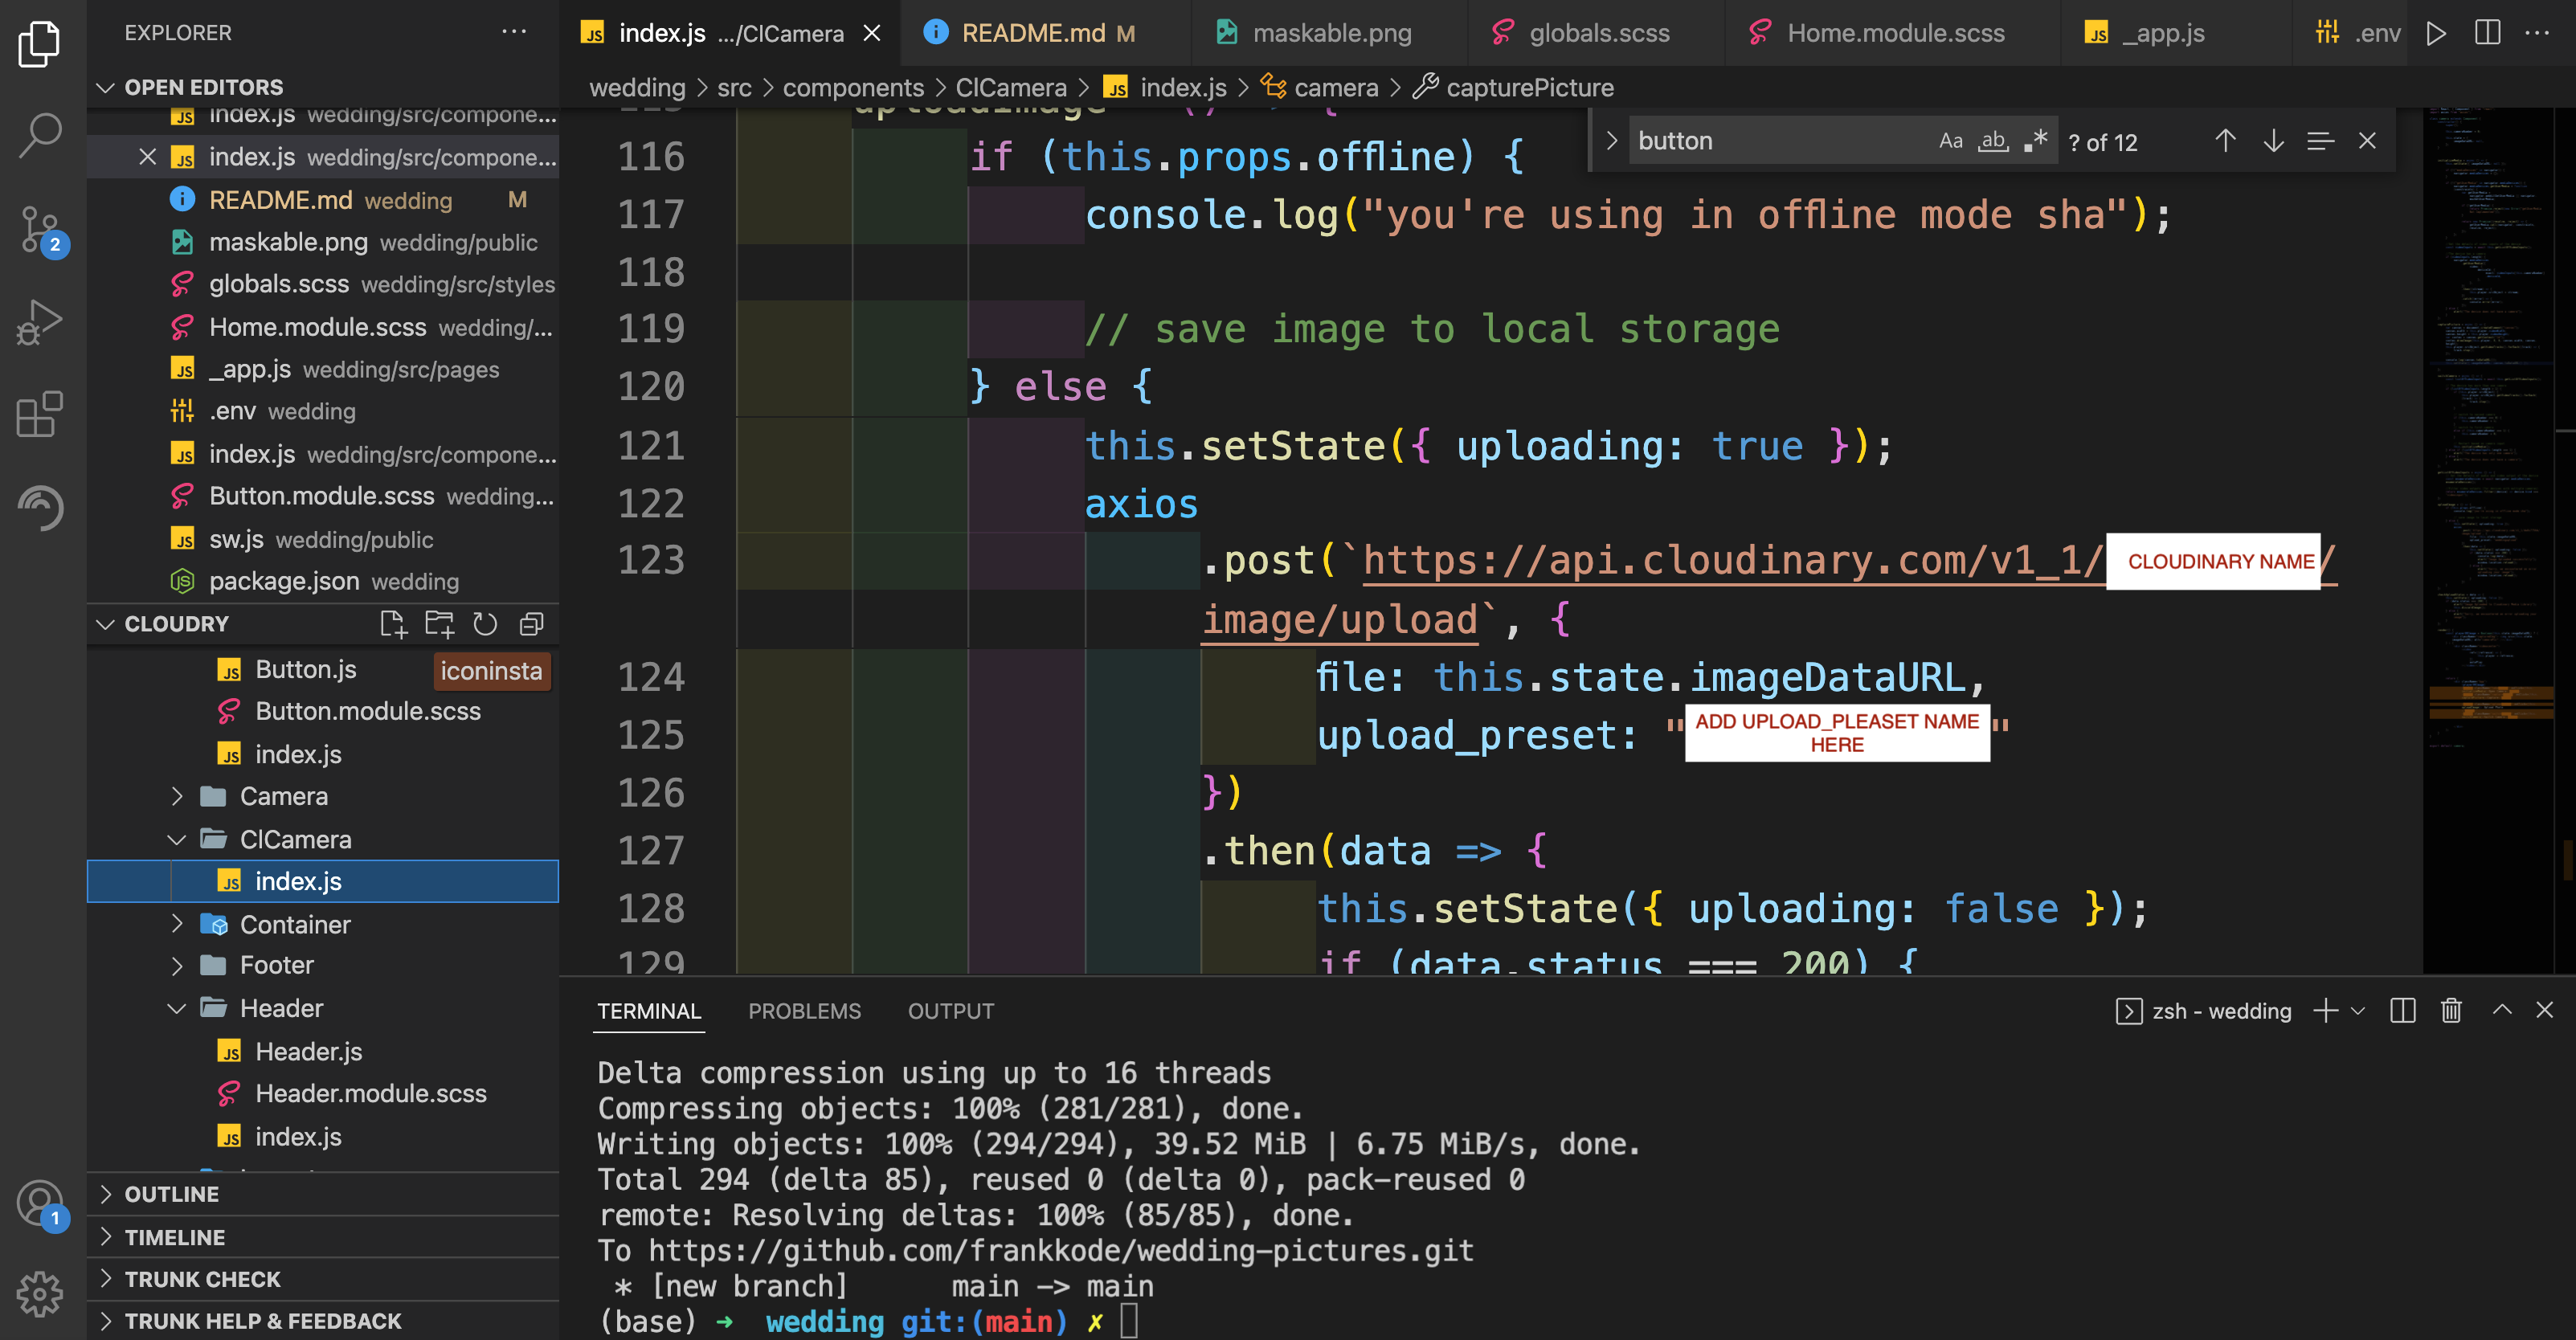 EXPLORER
OPEN EDITORS
index.js wedding/src/compone...
index.js wedding/src/compone...
README.md wedding M
maskable.png wedding/public
globals.scss wedding/src/styles
Home.module.scss wedding/...
_app.js wedding/src/pages
.env wedding
index.js wedding/src/compone...
Button.module.scss wedding...
sw.js wedding/public
package.json wedding
CLOUDRY
Button.js iconinsta
Button.module.scss
index.js
Camera
ClCamera
index.js
Container
Footer
Header
Header.js
Header.module.scss
index.js
OUTLINE
TIMELINE
TRUNK CHECK
TRUNK HELP & FEEDBACK
2
1
index.js .../ClCamera
README.md M
maskable.png
globals.scss
Home.module.scss
_app.js
.env
wedding > src > components > ClCamera > index.js > camera > capturePicture
button Aa ab .* ? of 12
115 uploadImage = () => {
116 if (this.props.offline) {
117 console.log("you're using in offline mode sha");
118
119 // save image to local storage
120 } else {
121 this.setState({ uploading: true });
122 axios
123 .post(`https://api.cloudinary.com/v1_1/ CLOUDINARY NAME /
image/upload`, {
124 file: this.state.imageDataURL,
125 upload_preset: " ADD UPLOAD_PLEASET NAME
HERE "
126 })
127 .then(data => {
128 this.setState({ uploading: false });
129 if (data.status === 200) {
TERMINAL PROBLEMS OUTPUT
zsh - wedding
Delta compression using up to 16 threads
Compressing objects: 100% (281/281), done.
Writing objects: 100% (294/294), 39.52 MiB | 6.75 MiB/s, done.
Total 294 (delta 85), reused 0 (delta 0), pack-reused 0
remote: Resolving deltas: 100% (85/85), done.
To https://github.com/frankkode/wedding-pictures.git
* [new branch] main -> main
(base) ➜ wedding git:(main) ✗